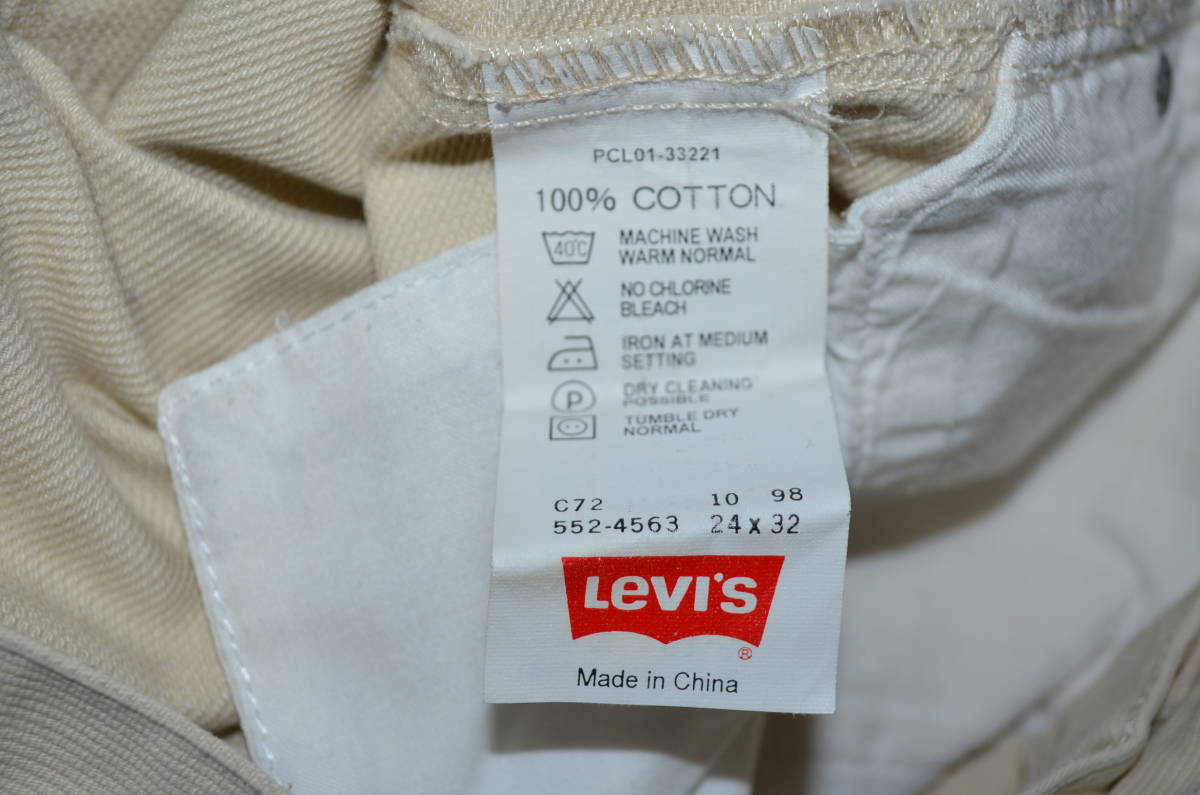 PCL01-33221
100% COTTON
40°C
MACHINE WASH
WARM NORMAL
NO CHLORINE
BLEACH
IRON AT MEDIUM
SETTING
P
DRY CLEANING
POSSIBLE
TUMBLE DRY
NORMAL
C72 10 98
552-4563 24 x 32
LEVI'S
®
Made in China